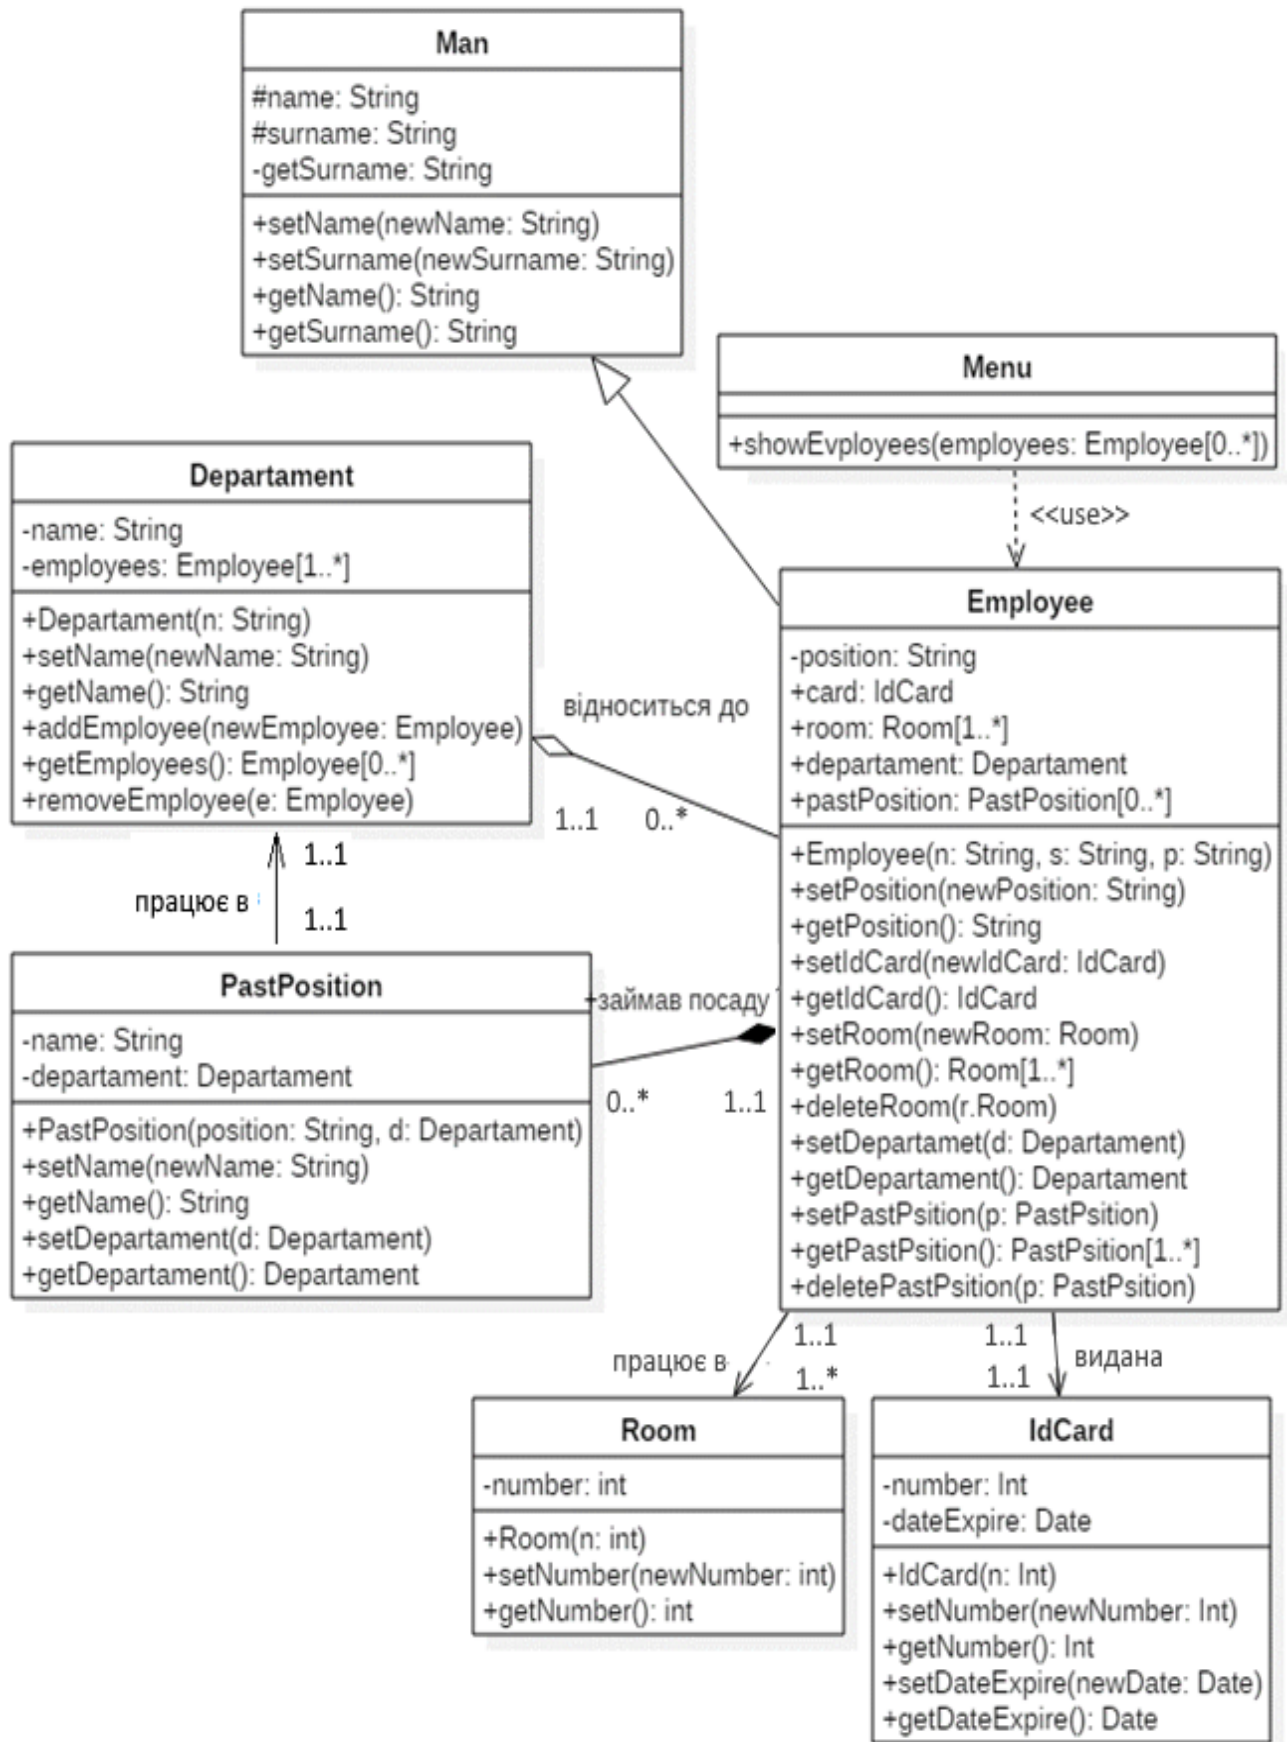 Man
#name: String
#surname: String
-getSurname: String
+setName(newName: String)
+setSurname(newSurname: String)
+getName(): String
+getSurname(): String
Menu
+showEvployees(employees: Employee[0..*])
<<use>>
Departament
-name: String
-employees: Employee[1..*]
+Departament(n: String)
+setName(newName: String)
+getName(): String
+addEmployee(newEmployee: Employee)
+getEmployees(): Employee[0..*]
+removeEmployee(e: Employee)
відноситься до
1..1
0..*
Employee
-position: String
+card: IdCard
+room: Room[1..*]
+departament: Departament
+pastPosition: PastPosition[0..*]
+Employee(n: String, s: String, p: String)
+setPosition(newPosition: String)
+getPosition(): String
+setIdCard(newIdCard: IdCard)
+getIdCard(): IdCard
+setRoom(newRoom: Room)
+getRoom(): Room[1..*]
+deleteRoom(r.Room)
+setDepartamet(d: Departament)
+getDepartament(): Departament
+setPastPsition(p: PastPsition)
+getPastPsition(): PastPsition[1..*]
+deletePastPsition(p: PastPsition)
1..1
працює в
1..1
PastPosition
-name: String
-departament: Departament
+PastPosition(position: String, d: Departament)
+setName(newName: String)
+getName(): String
+setDepartament(d: Departament)
+getDepartament(): Departament
+займав посаду
0..*
1..1
1..1
працює в
1..*
1..1
видана
1..1
Room
-number: int
+Room(n: int)
+setNumber(newNumber: int)
+getNumber(): int
IdCard
-number: Int
-dateExpire: Date
+IdCard(n: Int)
+setNumber(newNumber: Int)
+getNumber(): Int
+setDateExpire(newDate: Date)
+getDateExpire(): Date